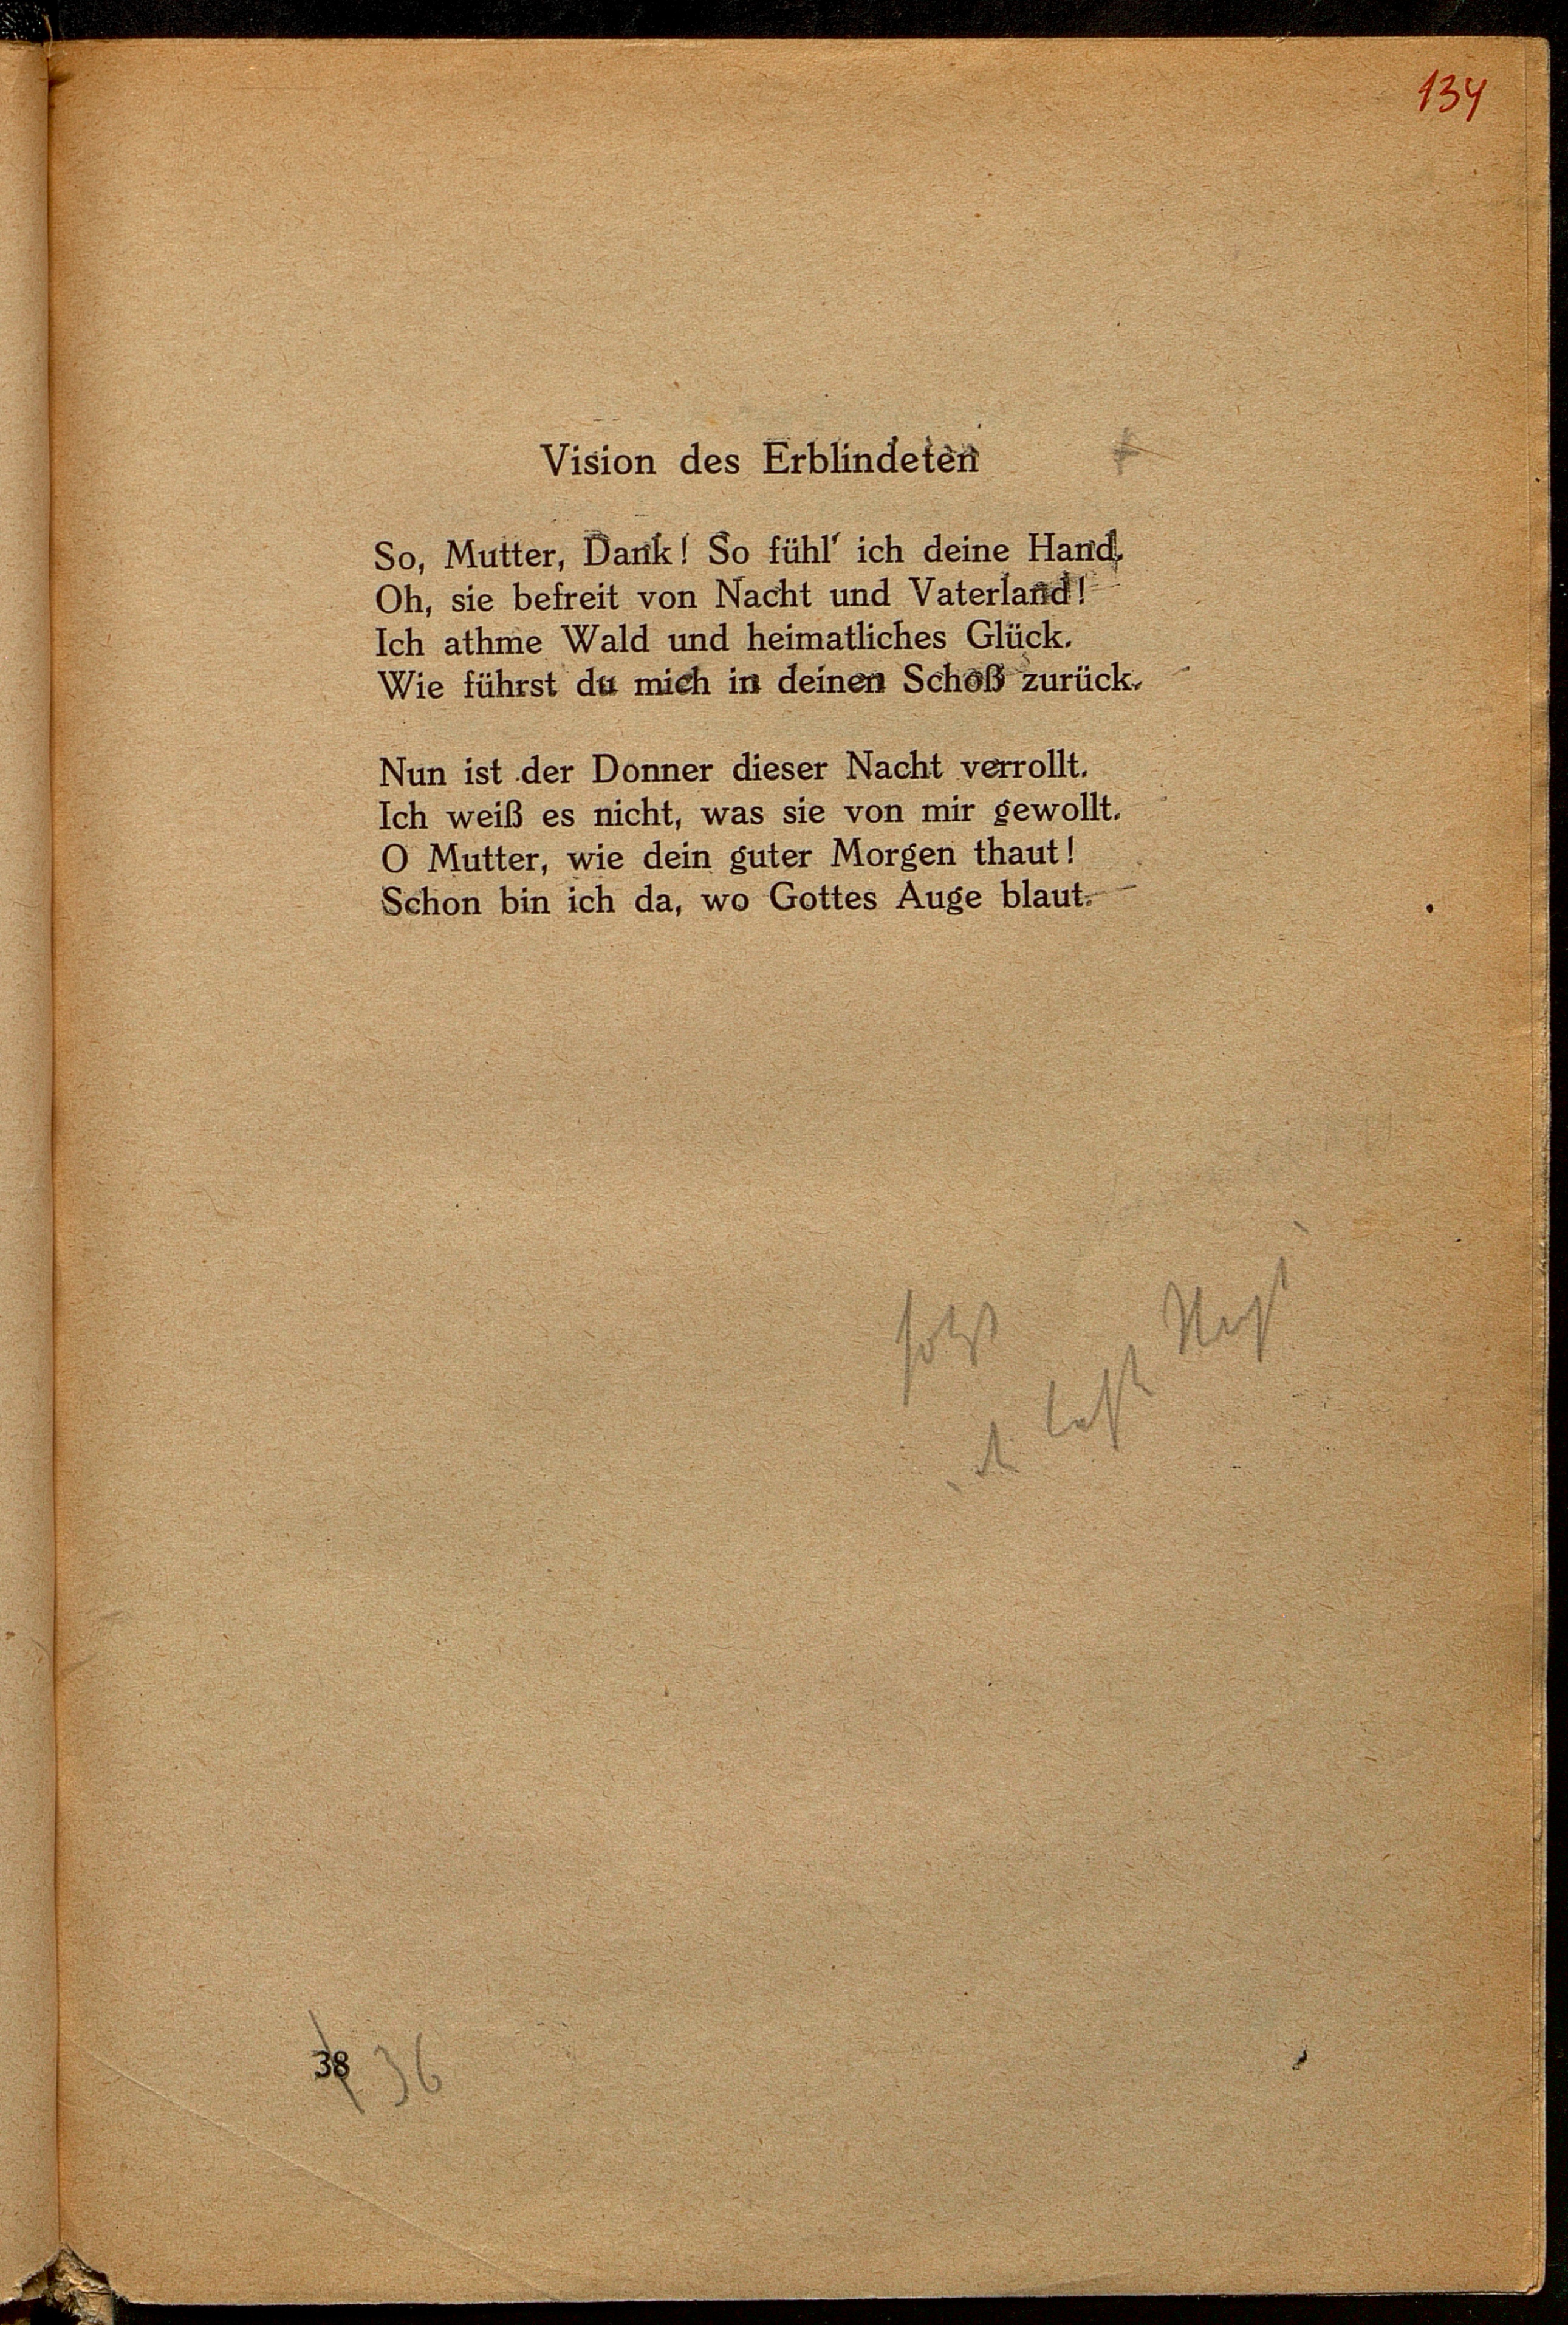 134
Vision des Erblindeten
So, Mutter, Dank! So fühl' ich deine Hand.
Oh, sie befreit von Nacht und Vaterland!
Ich athme Wald und heimatliches Glück.
Wie führst du mich in deinen Schoß zurück.
Nun ist der Donner dieser Nacht verrollt.
Ich weiß es nicht, was sie von mir gewollt.
O Mutter, wie dein guter Morgen thaut!
Schon bin ich da, wo Gottes Auge blaut.
38 36